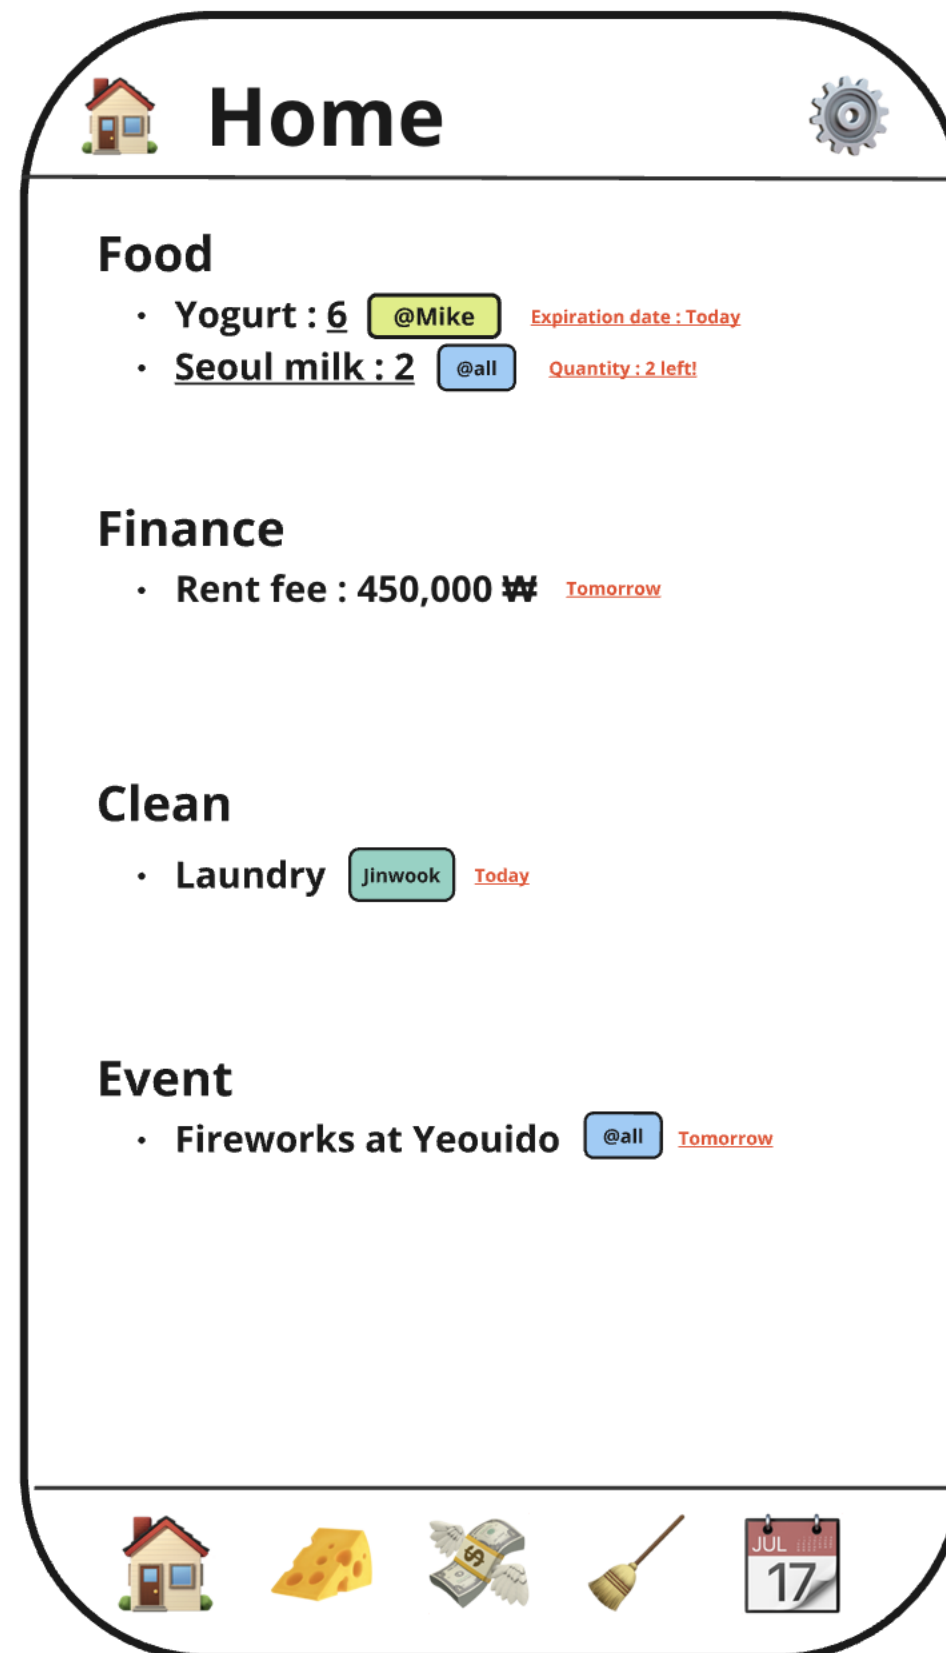 Home
Food
· Yogurt : 6 @Mike Expiration date : Today
· Seoul milk : 2 @all Quantity : 2 left!
Finance
· Rent fee : 450,000 ₩ Tomorrow
Clean
· Laundry Jinwook Today
Event
· Fireworks at Yeouido @all Tomorrow
$
JUL
17